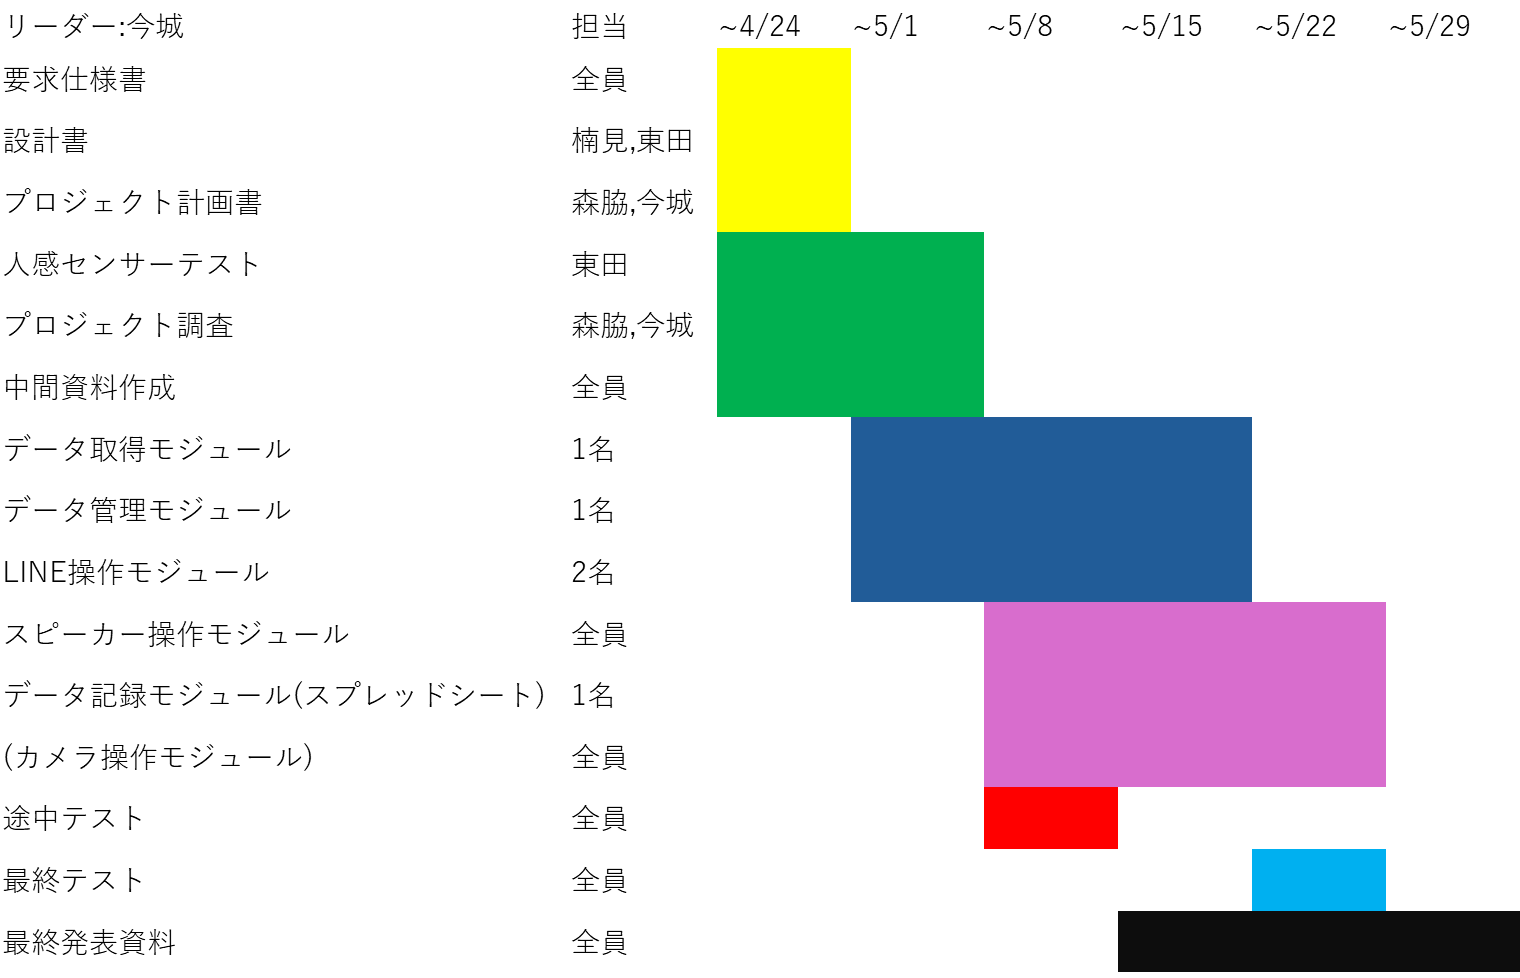 リーダー:今城 担当 ~4/24 ~5/1 ~5/8 ~5/15 ~5/22 ~5/29
要求仕様書 全員
設計書 楠見,東田
プロジェクト計画書 森脇,今城
人感センサーテスト 東田
プロジェクト調査 森脇,今城
中間資料作成 全員
データ取得モジュール 1名
データ管理モジュール 1名
LINE操作モジュール 2名
スピーカー操作モジュール 全員
データ記録モジュール(スプレッドシート) 1名
(カメラ操作モジュール) 全員
途中テスト 全員
最終テスト 全員
最終発表資料 全員